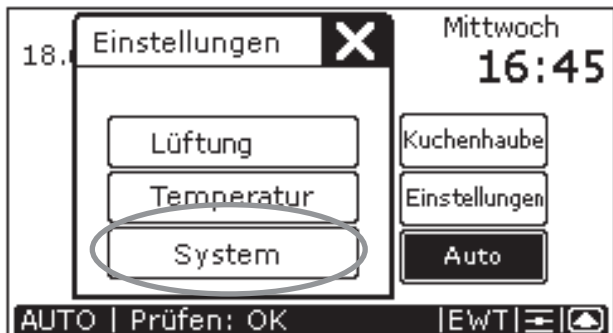 Einstellungen X
Mittwoch
18.
16:45
Lüftung
Kuchenhaube
Temperatur
Einstellungen
System
Auto
AUTO | Prüfen: OK |EWT|